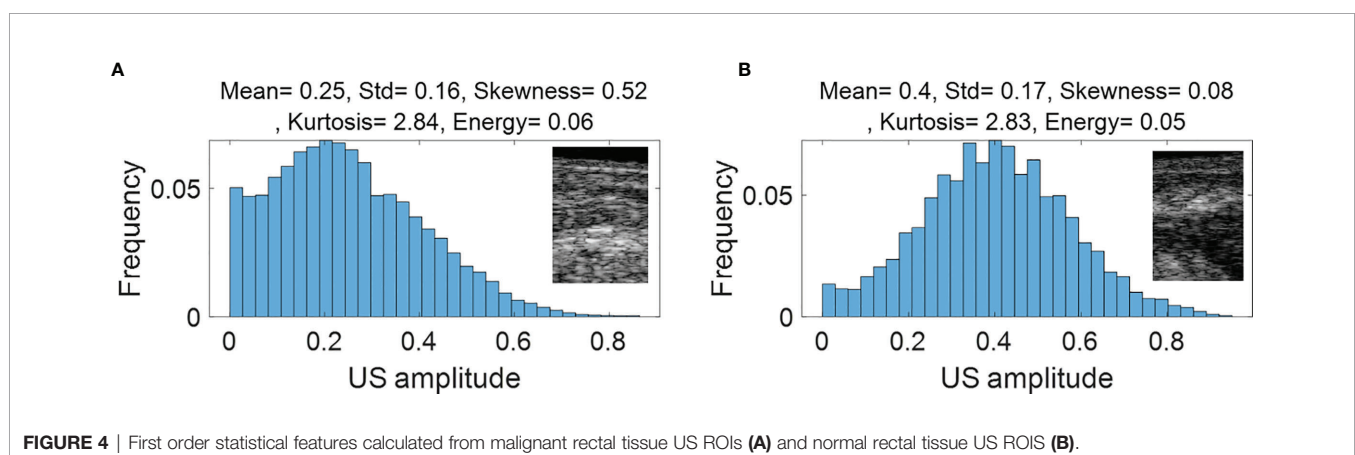 A
Mean= 0.25, Std= 0.16, Skewness= 0.52
, Kurtosis= 2.84, Energy= 0.06
Frequency
0.05
0
0 0.2 0.4 0.6 0.8
US amplitude
B
Mean= 0.4, Std= 0.17, Skewness= 0.08
, Kurtosis= 2.83, Energy= 0.05
Frequency
0.05
0
0 0.2 0.4 0.6 0.8
US amplitude
FIGURE 4 | First order statistical features calculated from malignant rectal tissue US ROIs (A) and normal rectal tissue US ROIS (B).